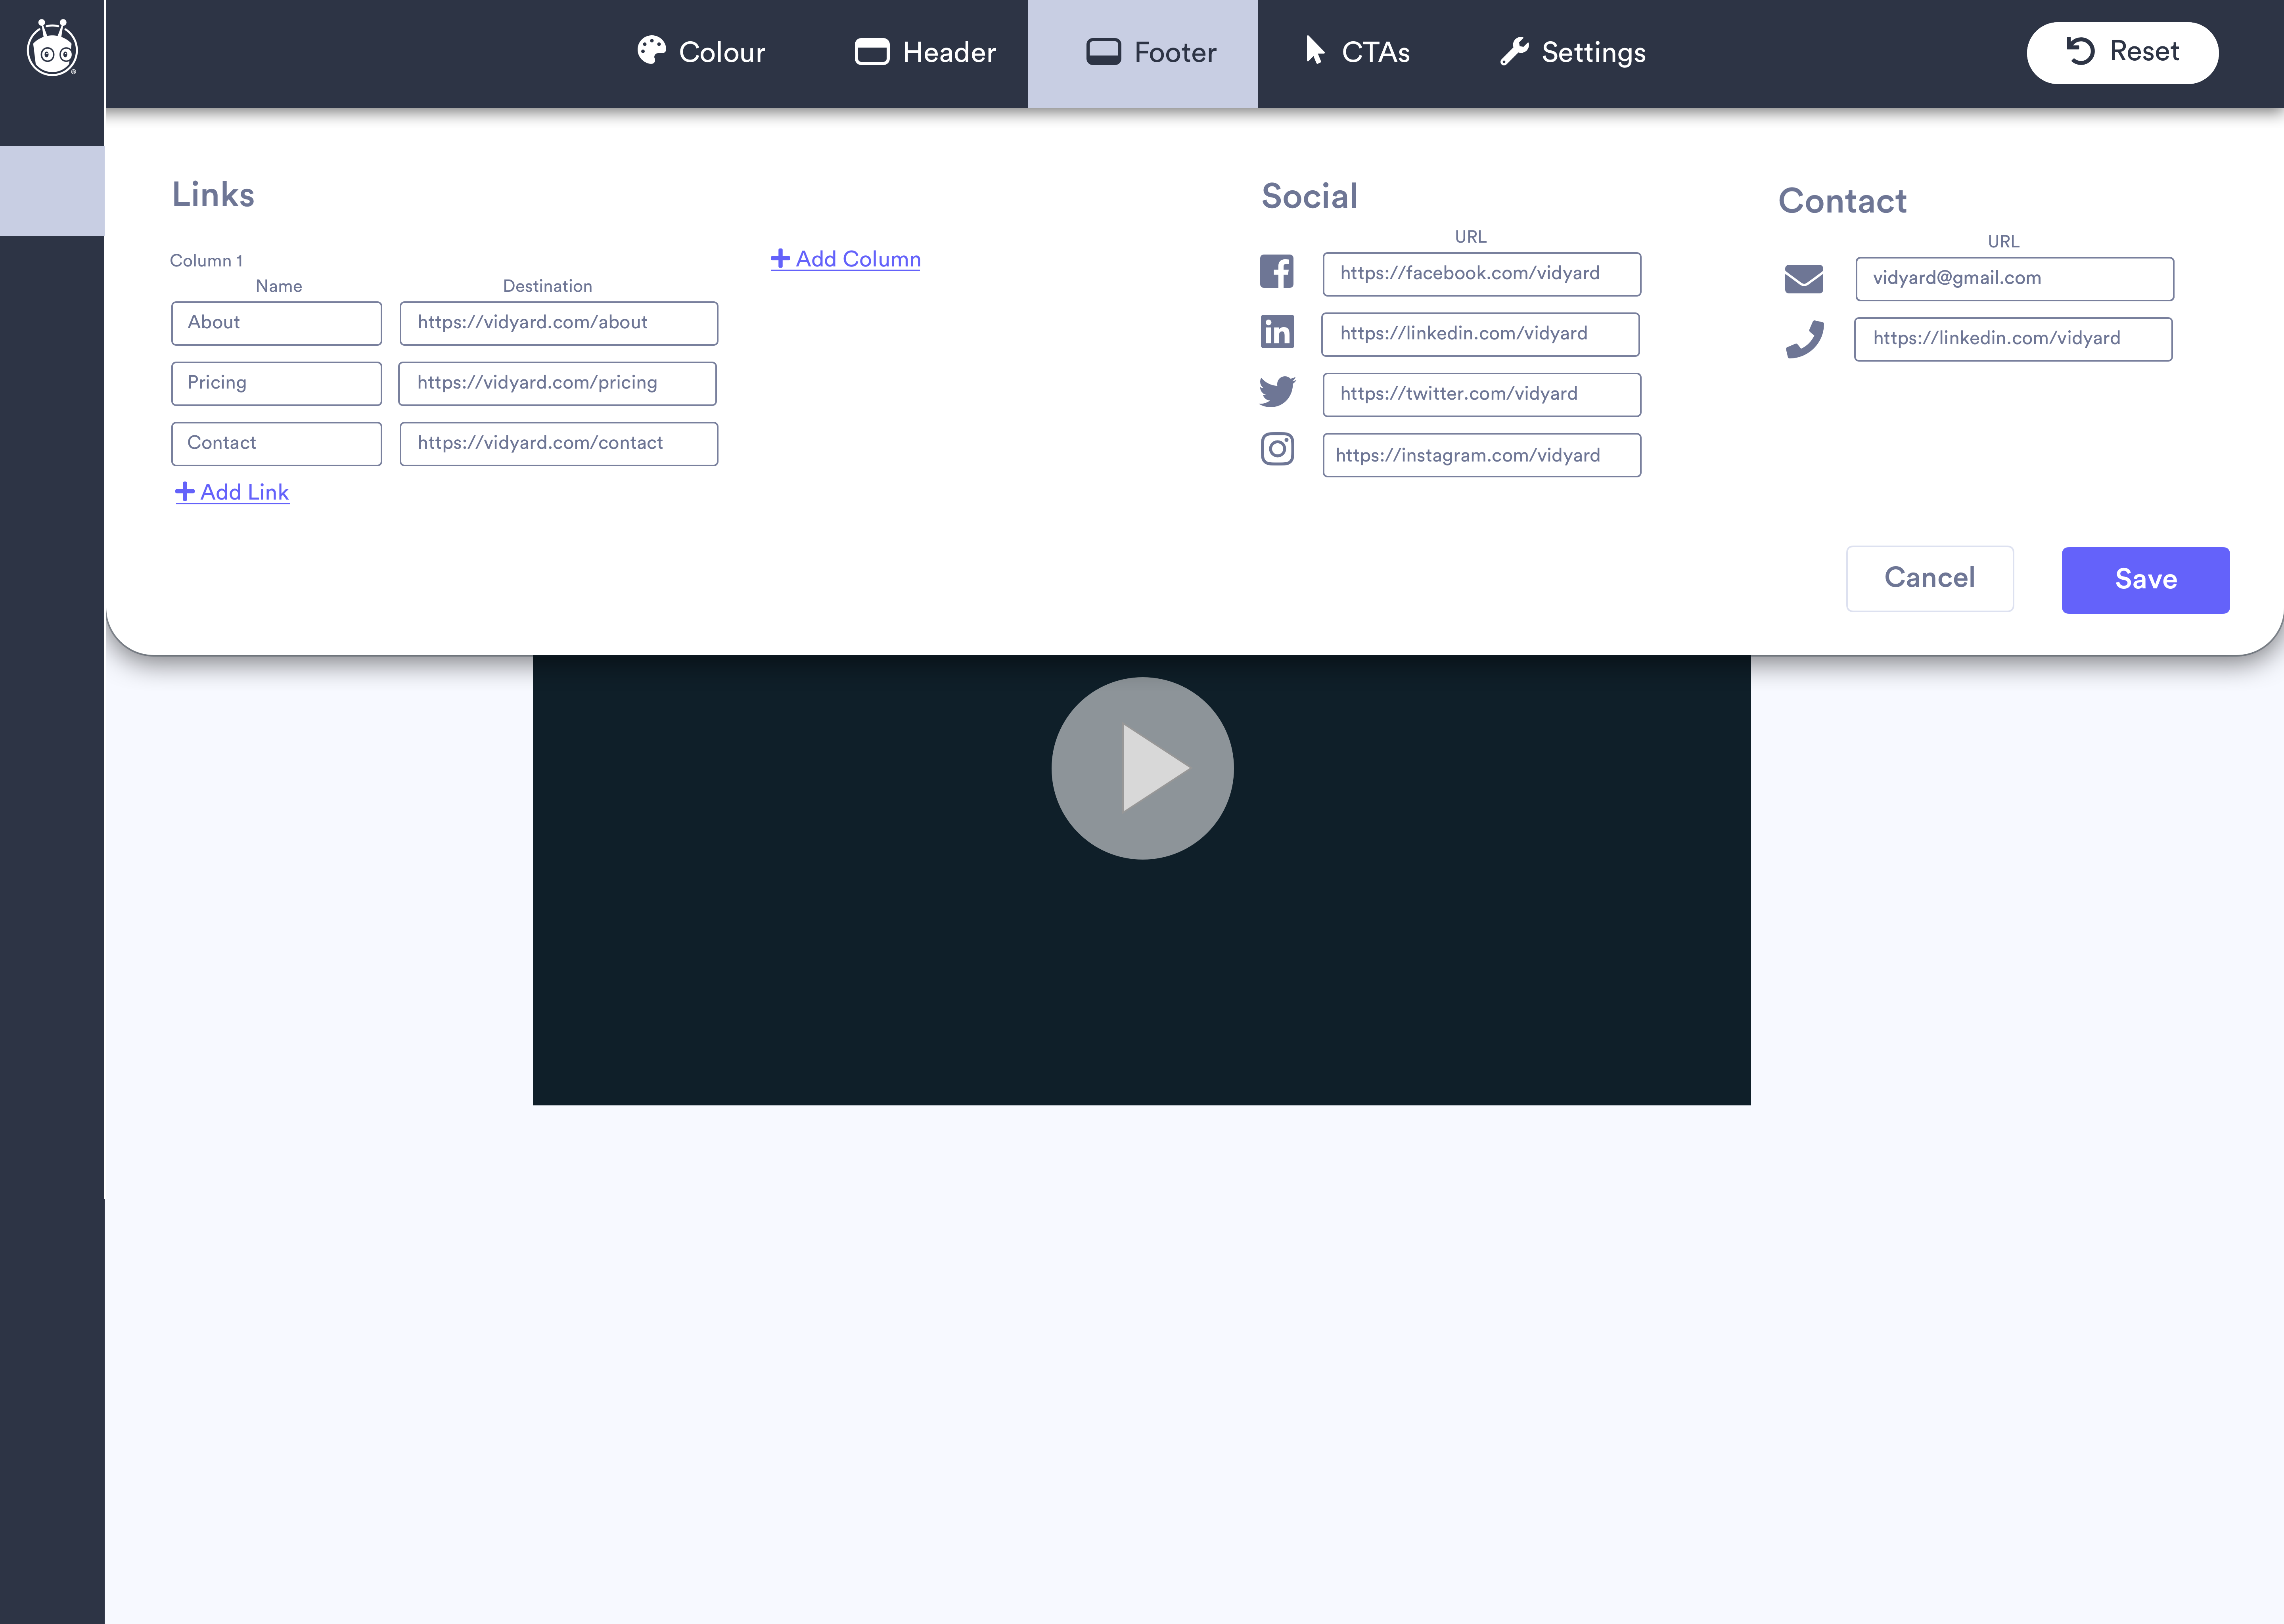 Colour
Header
Footer
CTAs
Settings
Reset
Links
Column 1
Name
Destination
About
https://vidyard.com/about
Pricing
https://vidyard.com/pricing
Contact
https://vidyard.com/contact
Add Link
Add Column
Social
URL
https://facebook.com/vidyard
https://linkedin.com/vidyard
https://twitter.com/vidyard
https://instagram.com/vidyard
Contact
URL
vidyard@gmail.com
https://linkedin.com/vidyard
Cancel
Save